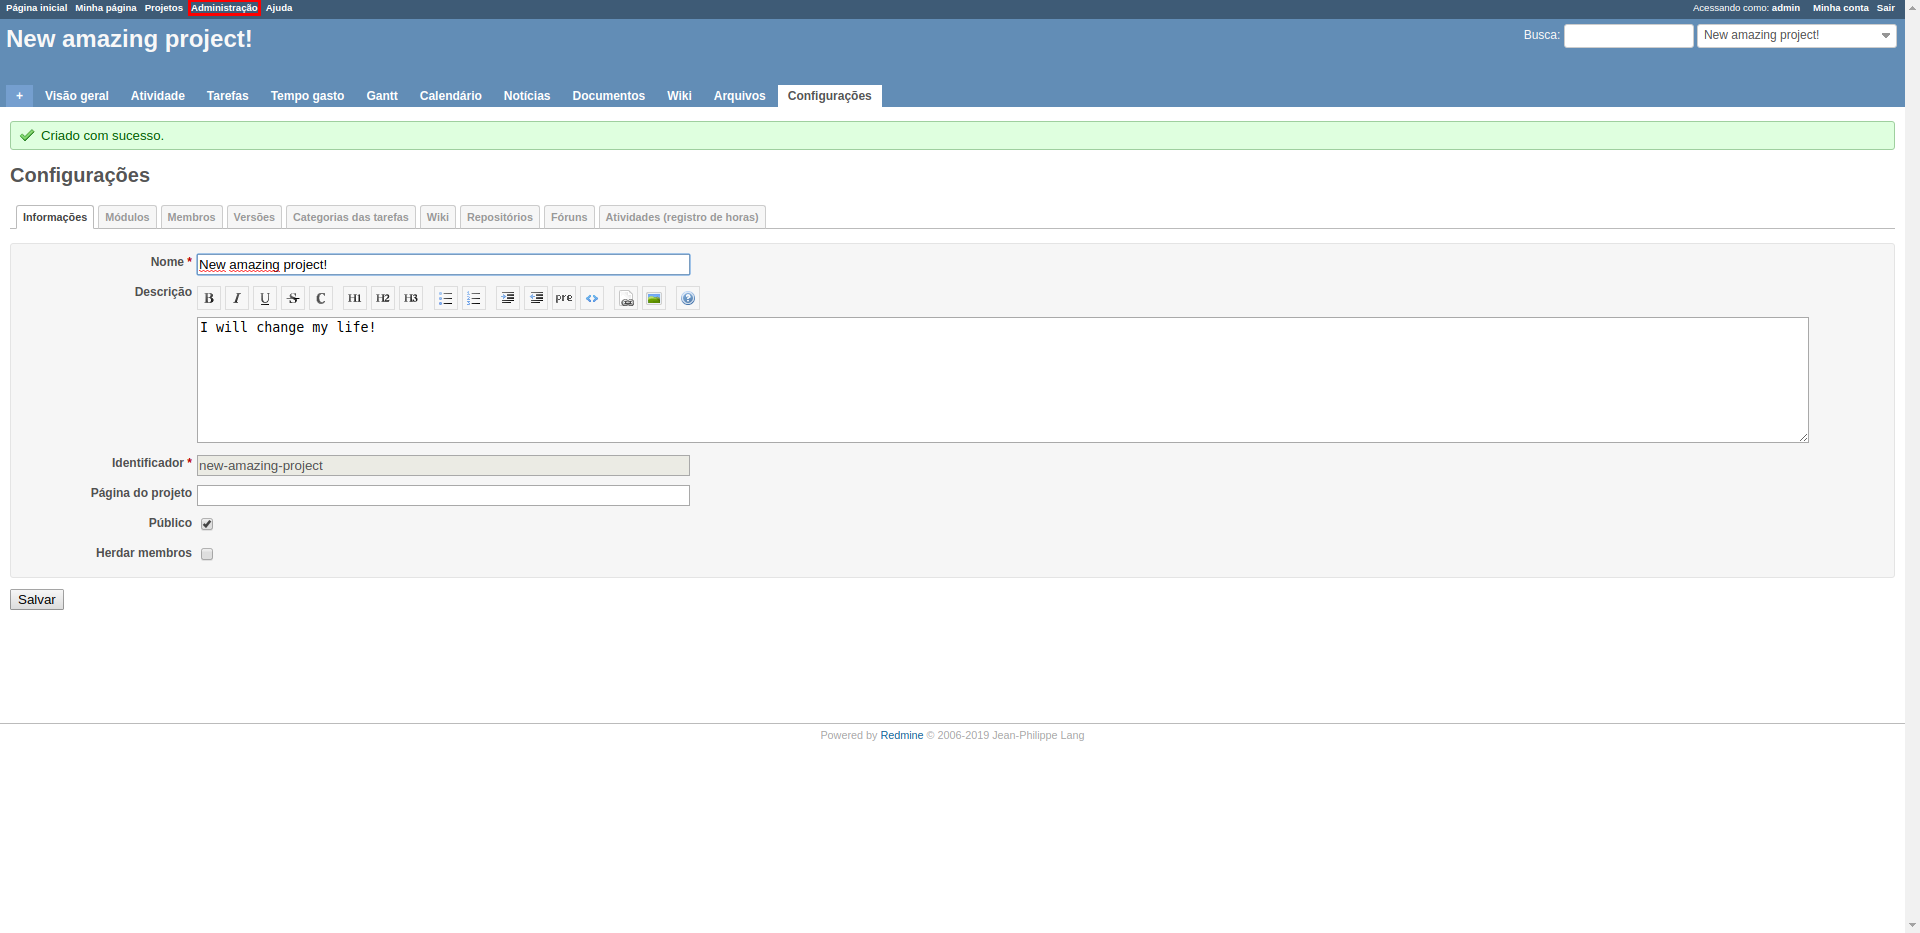 Página inicial Minha página Projetos Administração Ajuda Acessando como: admin Minha conta Sair
New amazing project! Busca: New amazing project!
+ Visão geral Atividade Tarefas Tempo gasto Gantt Calendário Notícias Documentos Wiki Arquivos Configurações
Criado com sucesso.
Configurações
Informações Módulos Membros Versões Categorias das tarefas Wiki Repositórios Fóruns Atividades (registro de horas)
Nome * New amazing project!
Descrição B I U S C H1 H2 H3 pre
I will change my life!
Identificador * new-amazing-project
Página do projeto
Público
Herdar membros
Salvar
Powered by Redmine © 2006-2019 Jean-Philippe Lang